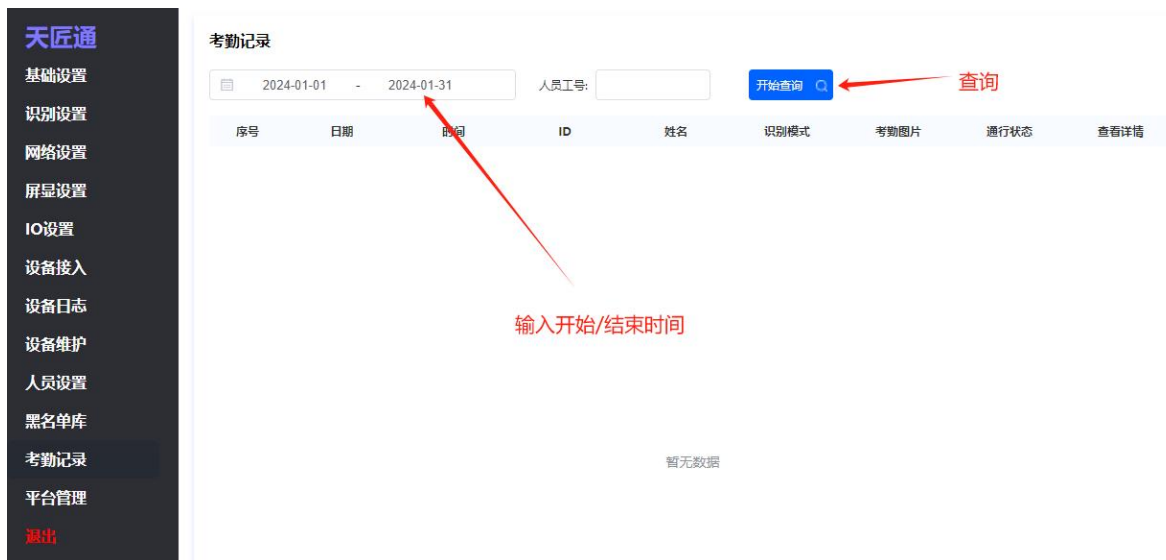 天匠通
基础设置
识别设置
网络设置
屏显设置
IO设置
设备接入
设备日志
设备维护
人员设置
黑名单库
考勤记录
平台管理
退出
考勤记录
2024-01-01 - 2024-01-31 人员工号: 开始查询 查询
序号 日期 时间 ID 姓名 识别模式 考勤图片 通行状态 查看详情
输入开始/结束时间
暂无数据